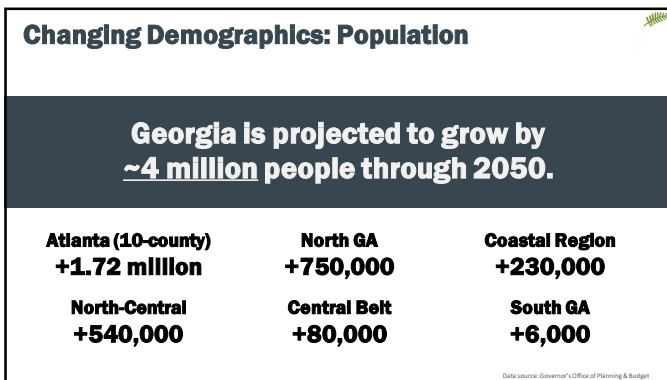 Changing Demographics: Population
Georgia is projected to grow by
~4 million people through 2050.
Atlanta (10-county)
+1.72 million
North GA
+750,000
Coastal Region
+230,000
North-Central
+540,000
Central Belt
+80,000
South GA
+6,000
Data source: Governor's Office of Planning & Budget